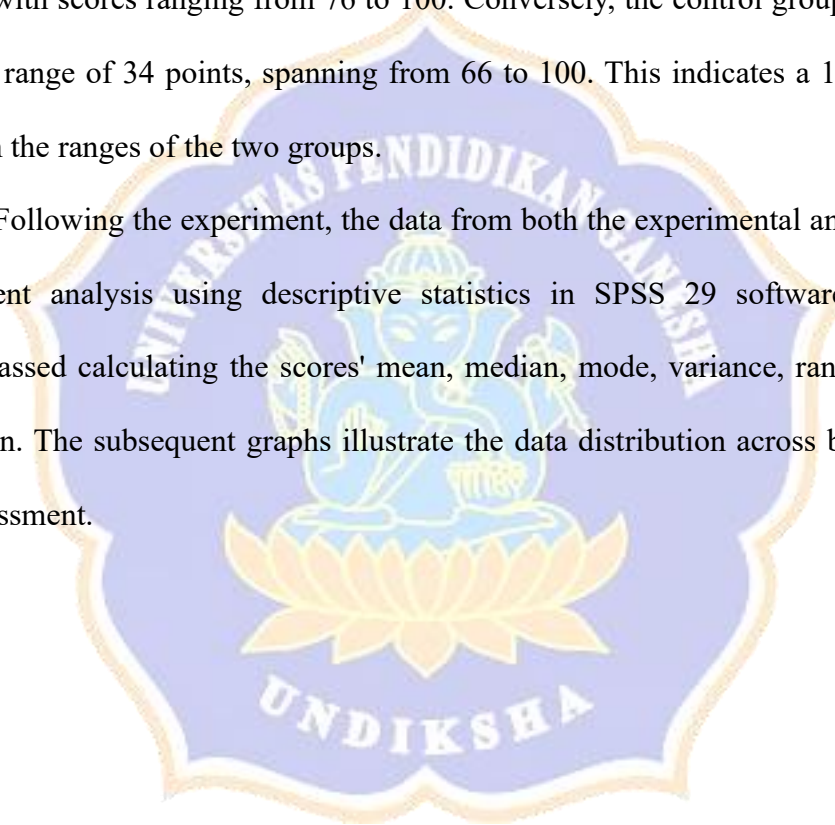 with scores ranging from 76 to 100. Conversely, the control group
range of 34 points, spanning from 66 to 100. This indicates a 1
the ranges of the two groups.
Following the experiment, the data from both the experimental an
ent analysis using descriptive statistics in SPSS 29 software
assed calculating the scores' mean, median, mode, variance, ran
n. The subsequent graphs illustrate the data distribution across b
ssment.
UNIVERSITAS PENDIDIKAN GANESHA
UNDIKSHA